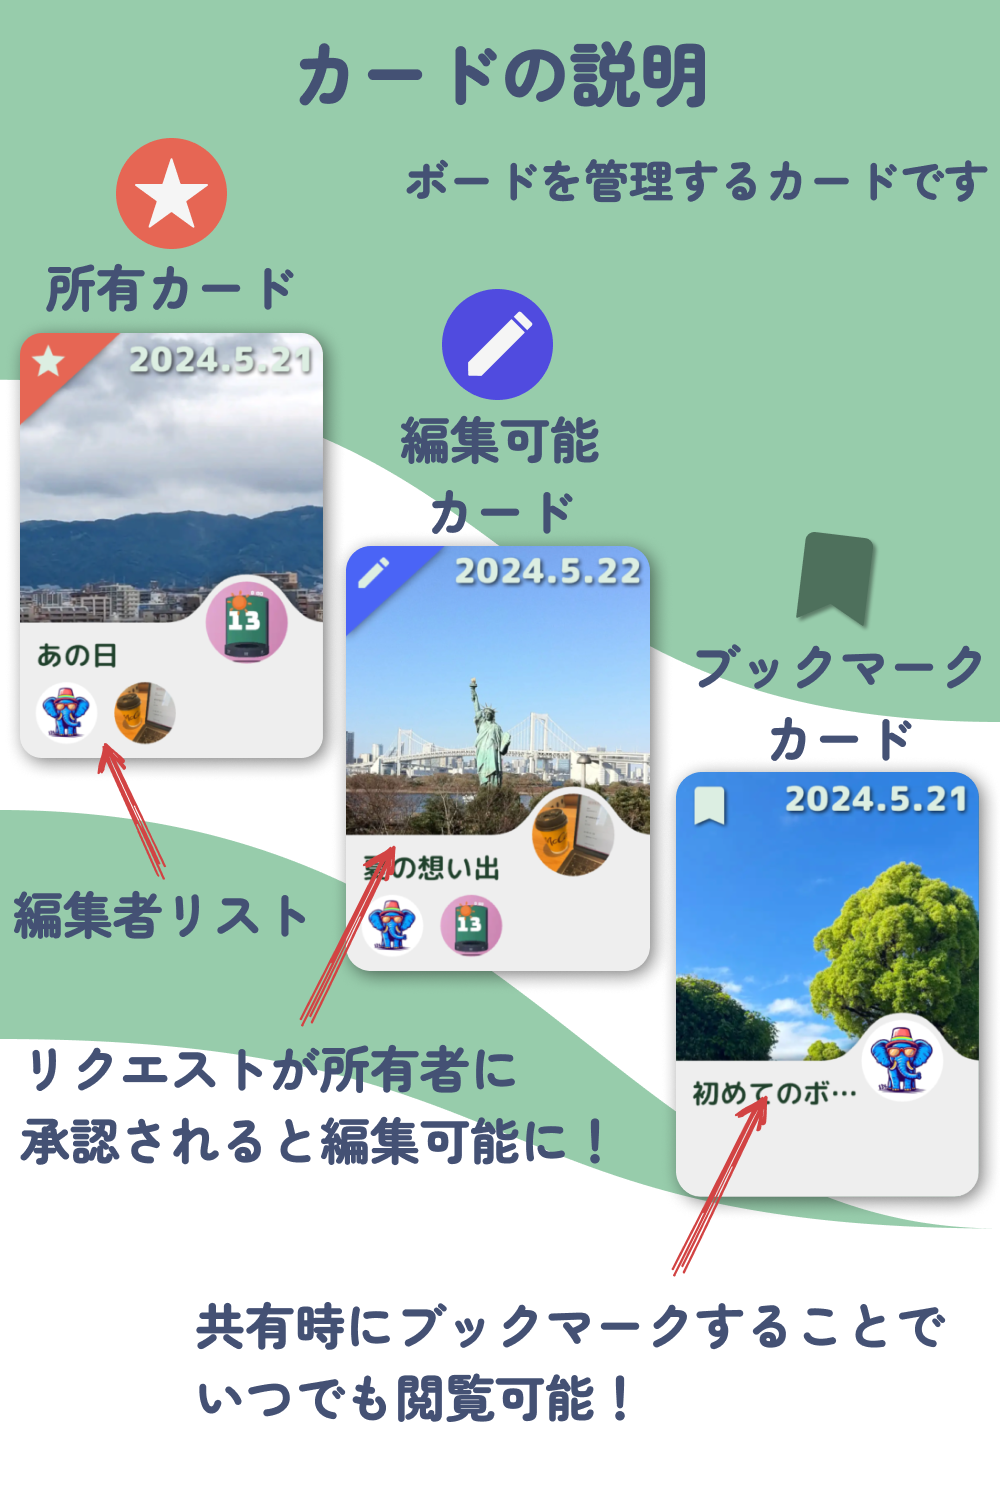 カードの説明
ボードを管理するカードです
所有カード
2024.5.21
13
あの日
編集可能
カード
2024.5.22
の想い出
13
編集者リスト
ブックマーク
カード
2024.5.21
初めてのボ…
リクエストが所有者に
承認されると編集可能に！
共有時にブックマークすることで
いつでも閲覧可能！